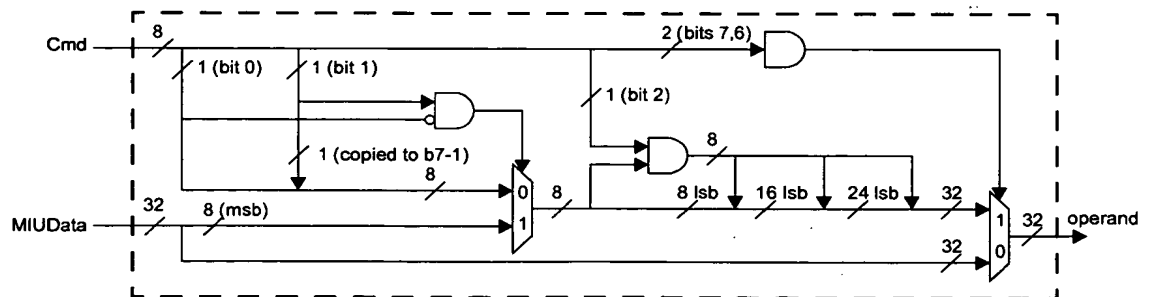 Cmd
8
2 (bits 7,6)
1 (bit 0)
1 (bit 1)
1 (bit 2)
1 (copied to b7-1)
8
8
0
1
8
8 lsb
16 lsb
24 lsb
32
MIUData
32
8 (msb)
32
1
0
32
operand